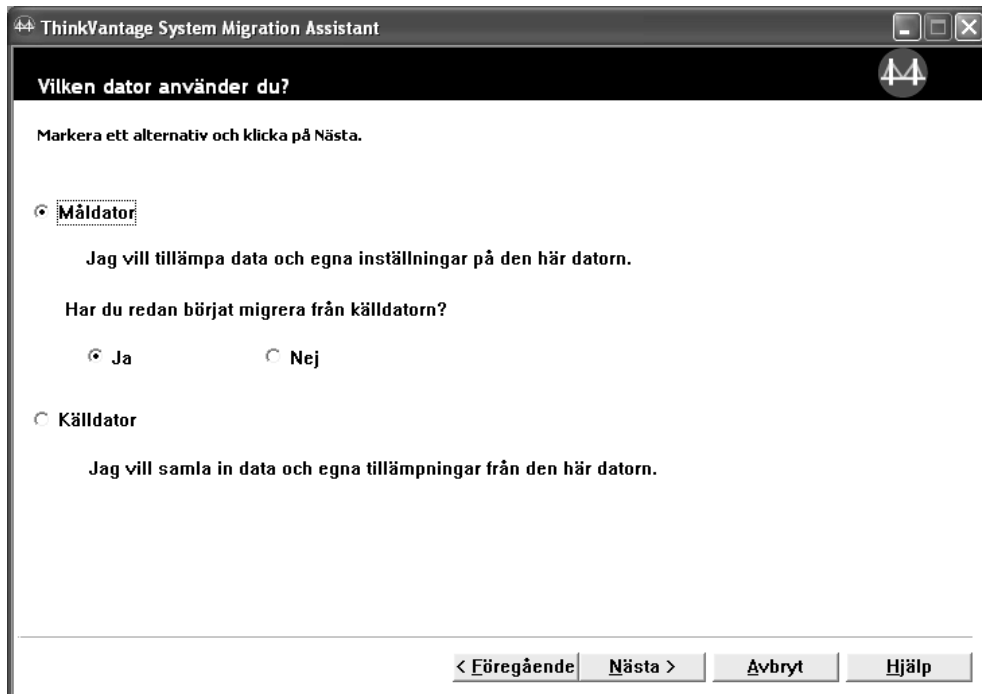 ThinkVantage System Migration Assistant
Vilken dator använder du?
Markera ett alternativ och klicka på Nästa.
Måldator
Jag vill tillämpa data och egna inställningar på den här datorn.
Har du redan börjat migrera från källdatorn?
Ja Nej
Källdator
Jag vill samla in data och egna tillämpningar från den här datorn.
< Föregående Nästa > Avbryt Hjälp